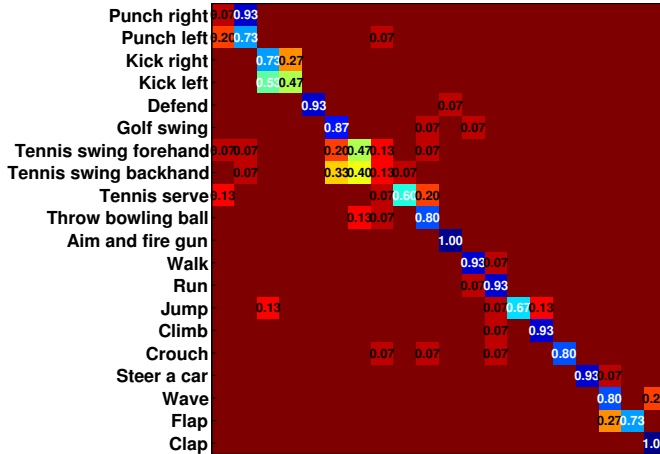 Punch right 0.07 0.93
Punch left 0.20 0.73 0.07
Kick right 0.73 0.27
Kick left 0.53 0.47
Defend 0.93 0.07
Golf swing 0.87 0.07 0.07
Tennis swing forehand 0.07 0.07 0.20 0.47 0.13 0.07
Tennis swing backhand 0.07 0.33 0.40 0.13 0.07
Tennis serve 0.13 0.07 0.60 0.20
Throw bowling ball 0.13 0.07 0.80
Aim and fire gun 1.00
Walk 0.93 0.07
Run 0.07 0.93
Jump 0.13 0.07 0.67 0.13
Climb 0.07 0.93
Crouch 0.07 0.07 0.07 0.80
Steer a car 0.93 0.07
Wave 0.80 0.2
Flap 0.27 0.73
Clap 1.0